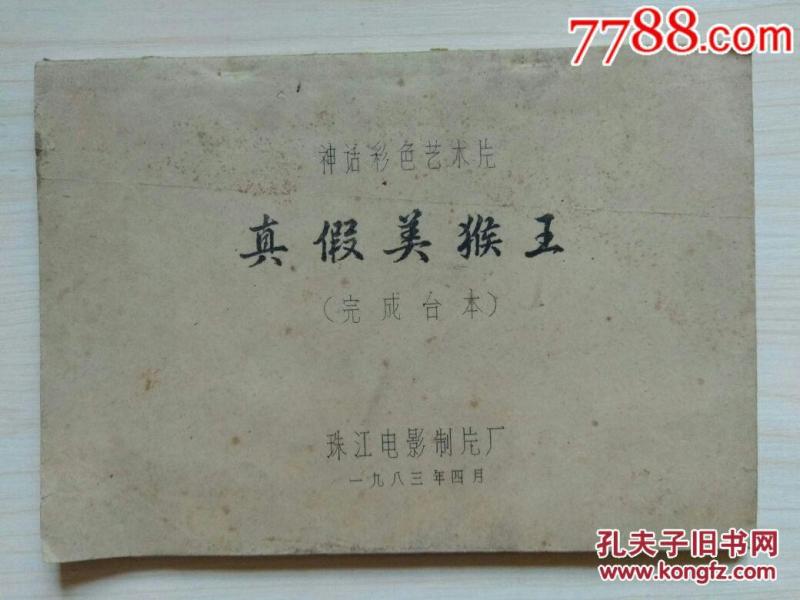 7788.com
神话彩色艺术片
真假美猴王
(完成台本)
珠江电影制片厂
一九八三年四月
孔夫子旧书网
www.kongfz.com